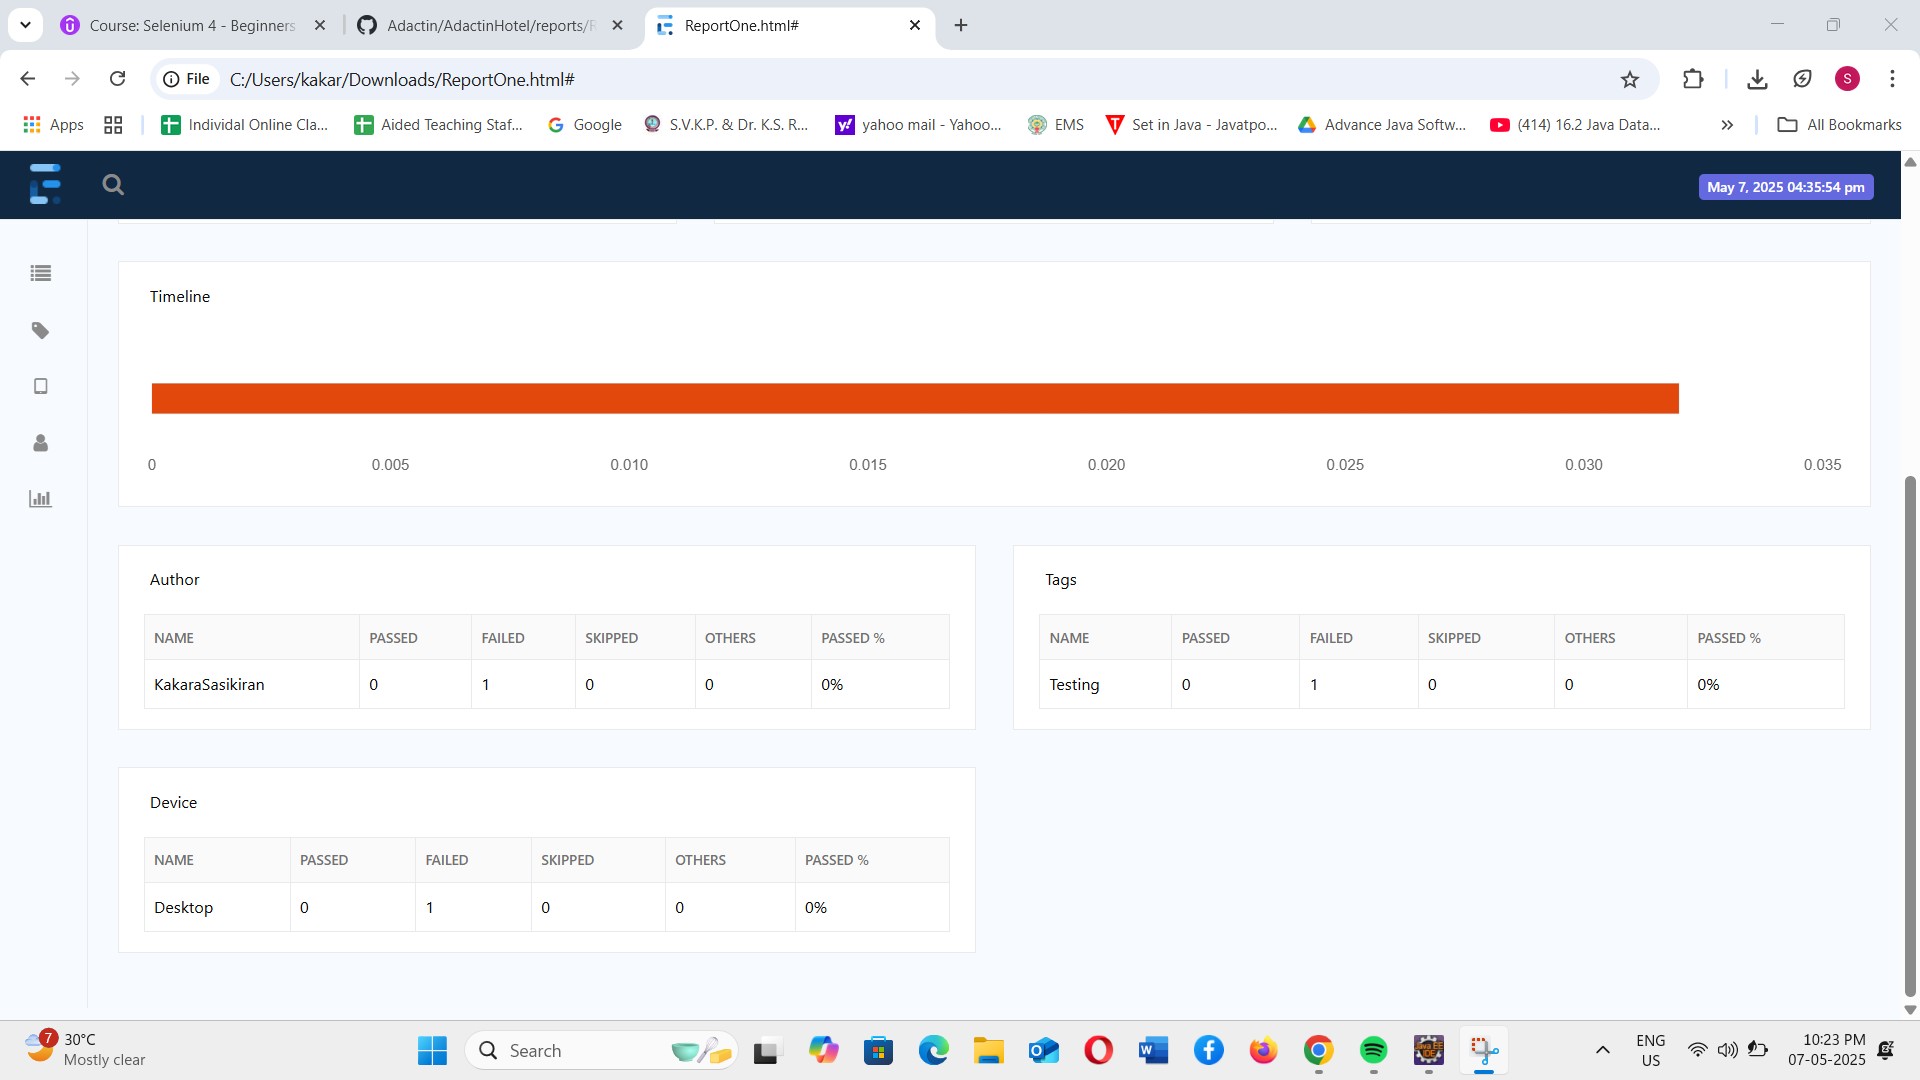 Course: Selenium 4 - Beginners
Adactin/AdactinHotel/reports/R
ReportOne.html#
File
C:/Users/kakar/Downloads/ReportOne.html#
S
Apps
Individal Online Cla...
Aided Teaching Staf...
Google
S.V.K.P. & Dr. K.S. R...
yahoo mail - Yahoo...
EMS
Set in Java - Javatpo...
Advance Java Softw...
(414) 16.2 Java Data...
All Bookmarks
May 7, 2025 04:35:54 pm
Timeline
0 0.005 0.010 0.015 0.020 0.025 0.030 0.035
Author
NAME PASSED FAILED SKIPPED OTHERS PASSED %
KakaraSasikiran 0 1 0 0 0%
Tags
NAME PASSED FAILED SKIPPED OTHERS PASSED %
Testing 0 1 0 0 0%
Device
NAME PASSED FAILED SKIPPED OTHERS PASSED %
Desktop 0 1 0 0 0%
7
30°C
Mostly clear
Search
ENG
US
10:23 PM
07-05-2025